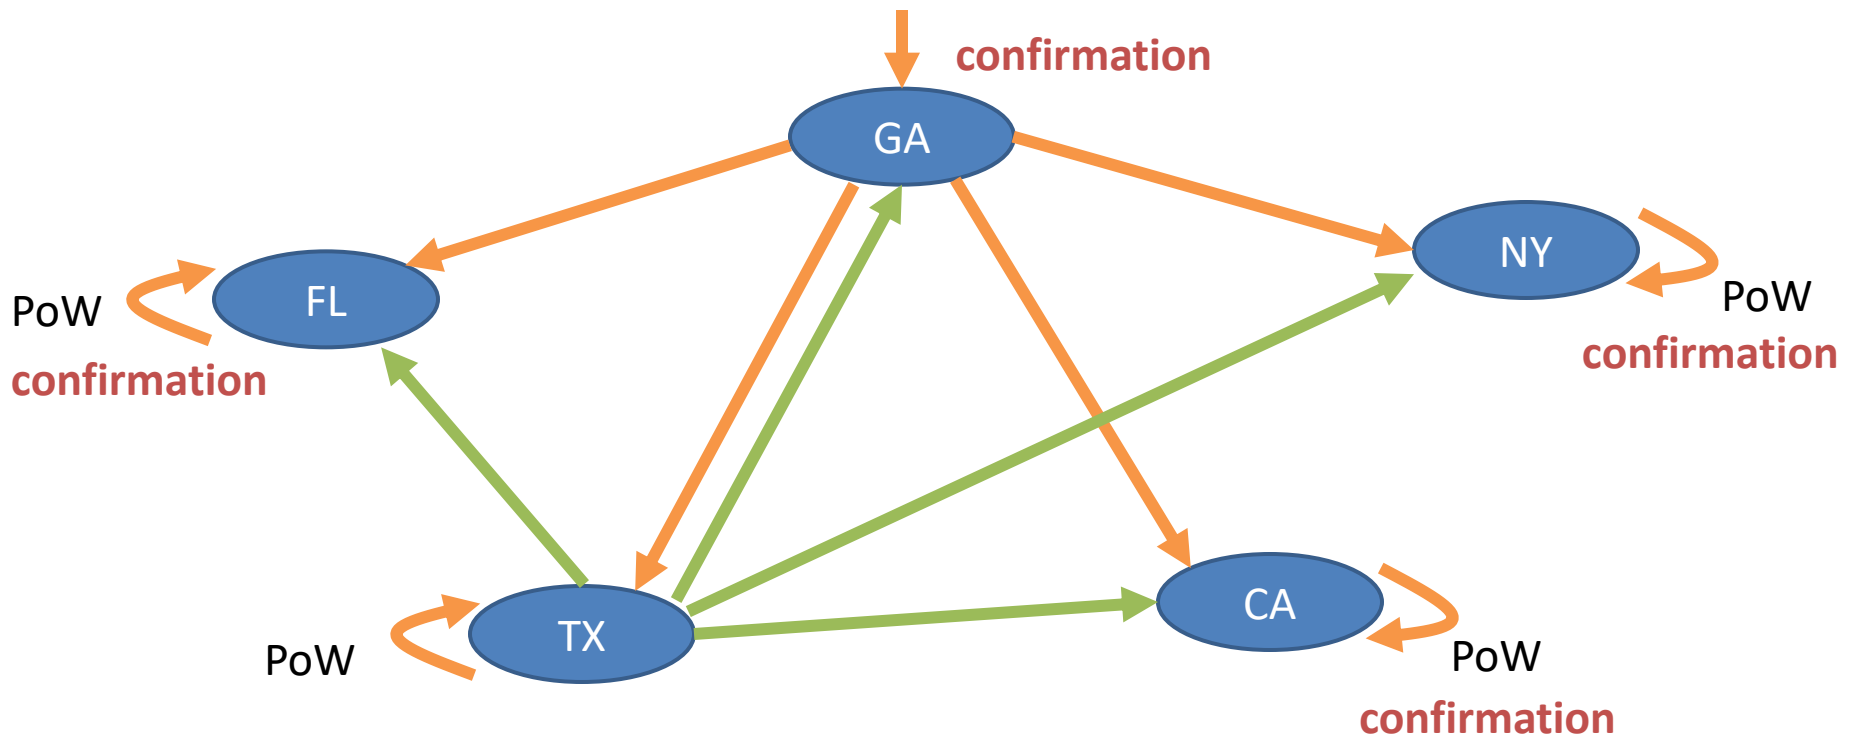 confirmation
GA
NY
PoW
confirmation
FL
PoW
confirmation
TX
PoW
CA
PoW
confirmation